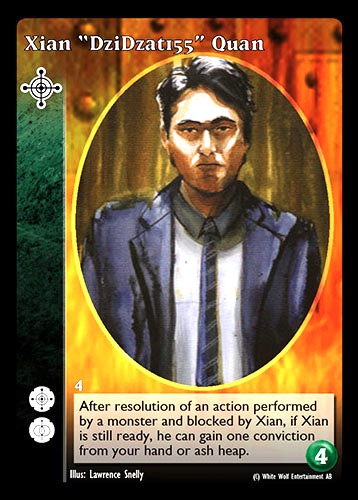 Xian "DziDzat155" Quan
4
After resolution of an action performed
by a monster and blocked by Xian, if Xian
is still ready, he can gain one conviction
from your hand or ash heap.
4
Illus: Lawrence Snelly
(C) White Wolf Entertainment AB